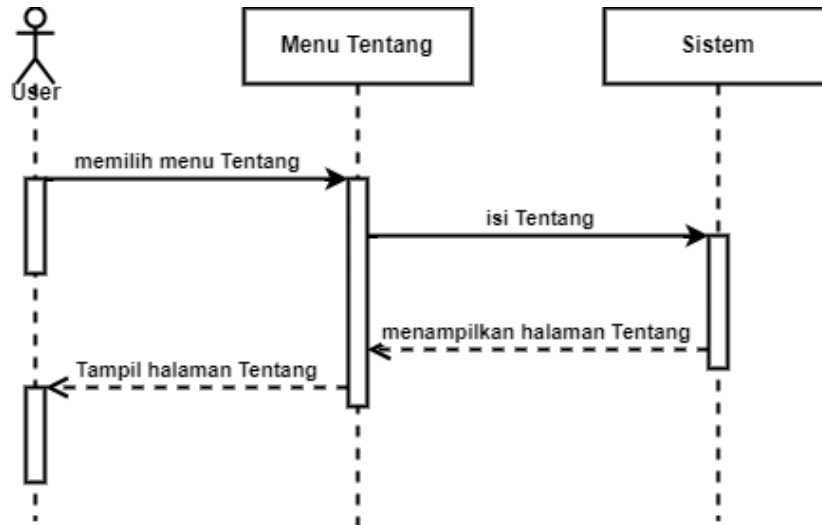 User
Menu Tentang
Sistem
memilih menu Tentang
isi Tentang
menampilkan halaman Tentang
Tampil halaman Tentang